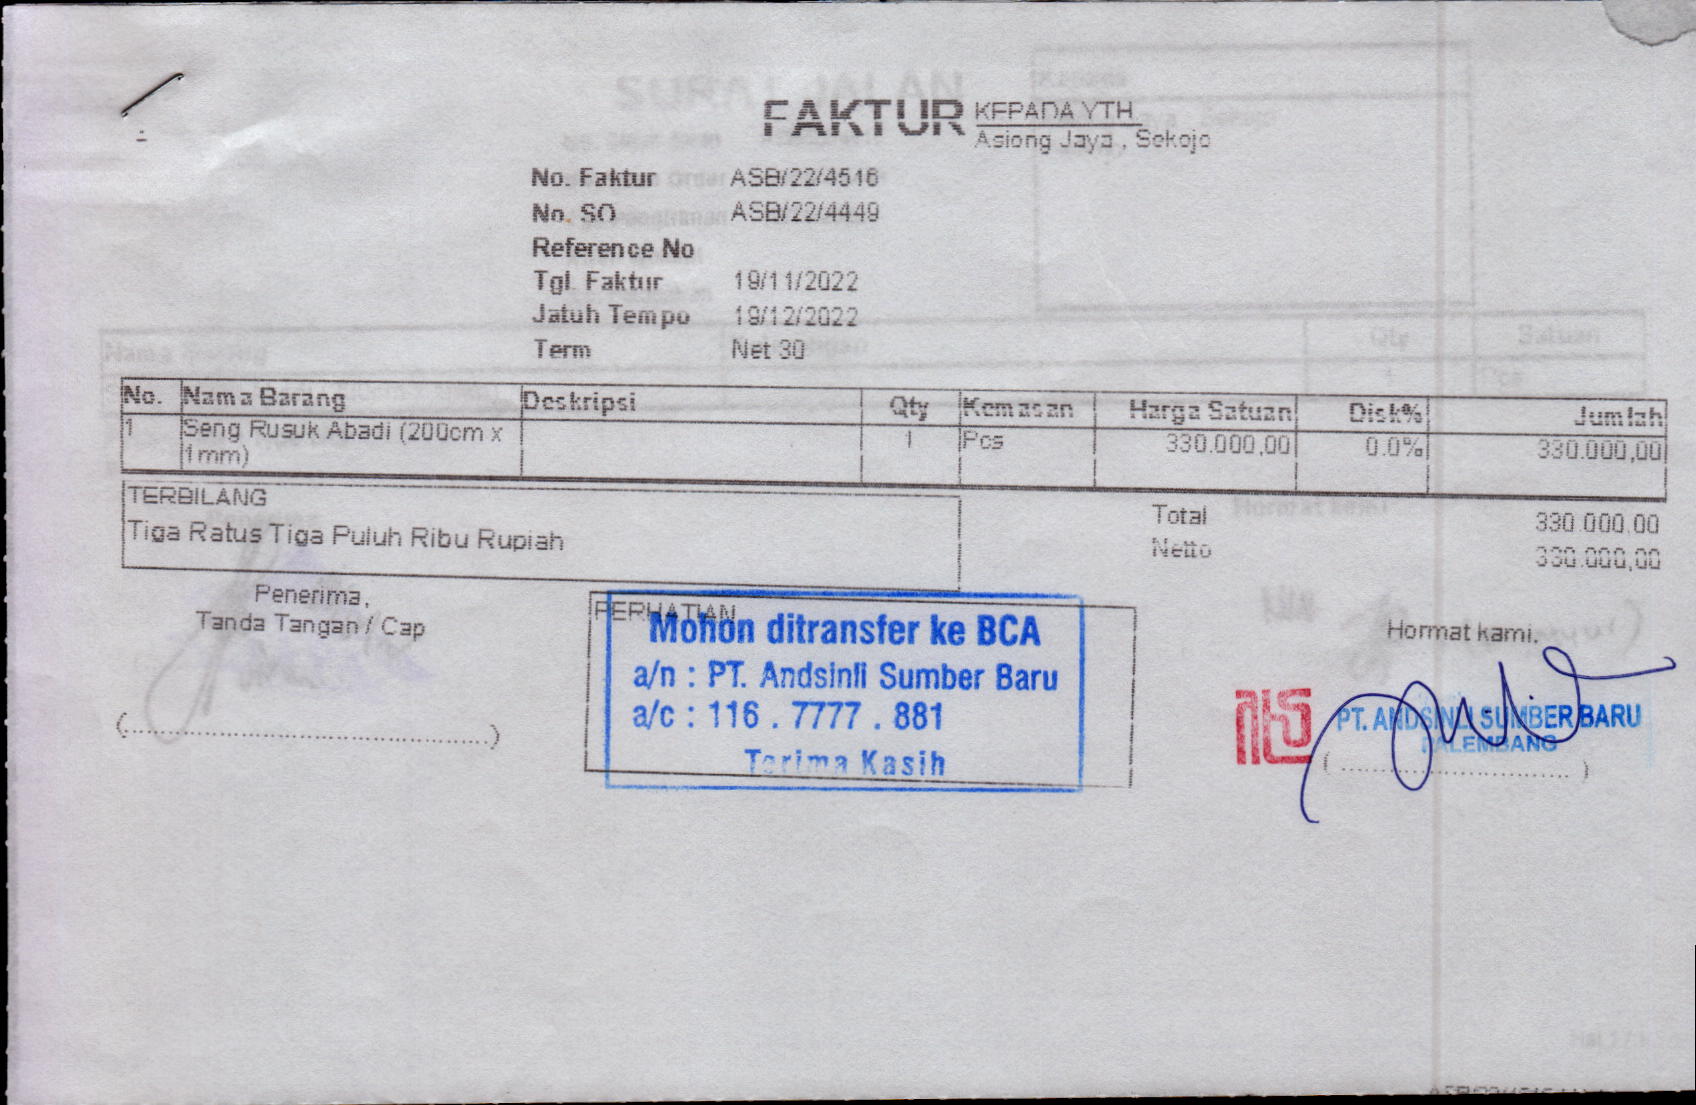 FAKTUR
KEPADA YTH
Asiong Jaya , Sekojo
No. Faktur ASB/22/4516
No. SO ASB/22/4449
Reference No
Tgl. Faktur 19/11/2022
Jatuh Tempo 19/12/2022
Term Net 30
No. Nama Barang Deskripsi Qty Kemasan Harga Satuan Disk% Jumlah
1 Seng Rusuk Abadi (200cm x 1 Pcs 330.000,00 0.0% 330.000,00
1mm)
TERBILANG
Tiga Ratus Tiga Puluh Ribu Rupiah
Total 330.000,00
Netto 330.000,00
Penerima,
Tanda Tangan / Cap
(........................................)
PERHATIAN
Mohon ditransfer ke BCA
a/n : PT. Andsinli Sumber Baru
a/c : 116 . 7777 . 881
Terima Kasih
Hormat kami,
PT. ANDSINLI SUMBER BARU
PALEMBANG
(............................)